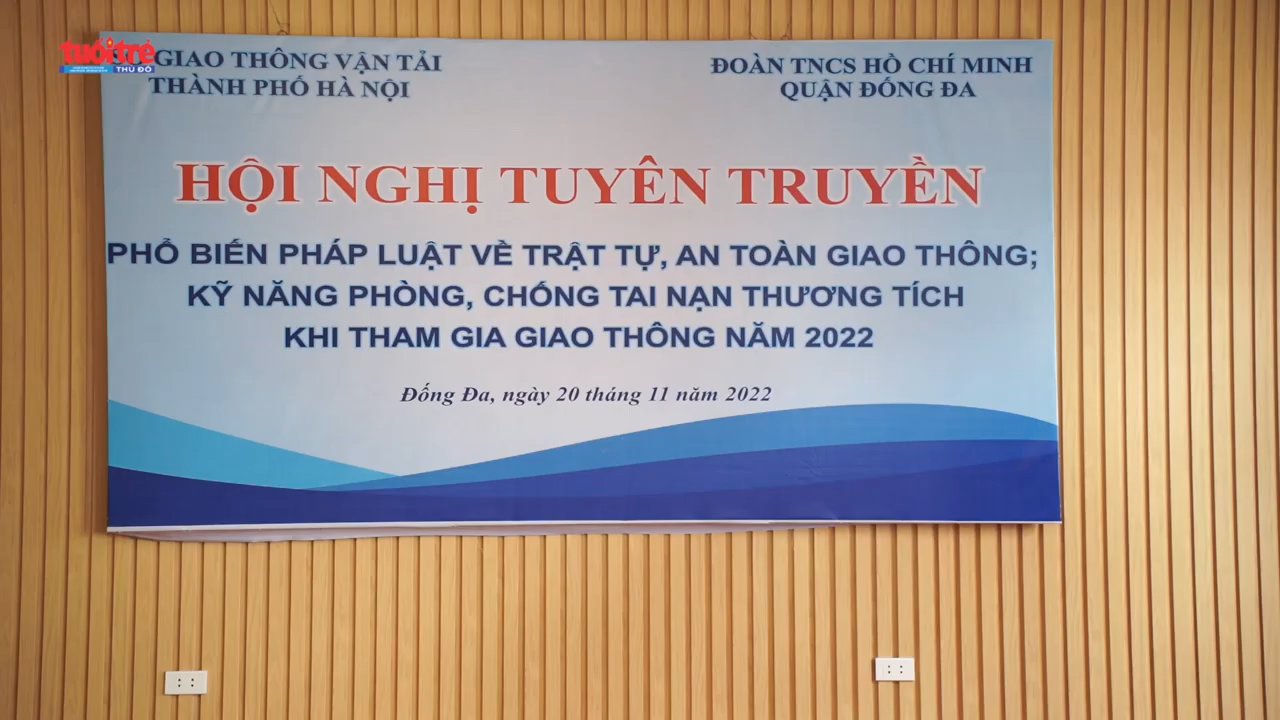 tuổi trẻ
THỦ ĐÔ
GIAO THÔNG VẬN TẢI
THÀNH PHỐ HÀ NỘI
ĐOÀN TNCS HỒ CHÍ MINH
QUẬN ĐỐNG ĐA
HỘI NGHỊ TUYÊN TRUYỀN
PHỔ BIẾN PHÁP LUẬT VỀ TRẬT TỰ, AN TOÀN GIAO THÔNG;
KỸ NĂNG PHÒNG, CHỐNG TAI NẠN THƯƠNG TÍCH
KHI THAM GIA GIAO THÔNG NĂM 2022
Đống Đa, ngày 20 tháng 11 năm 2022